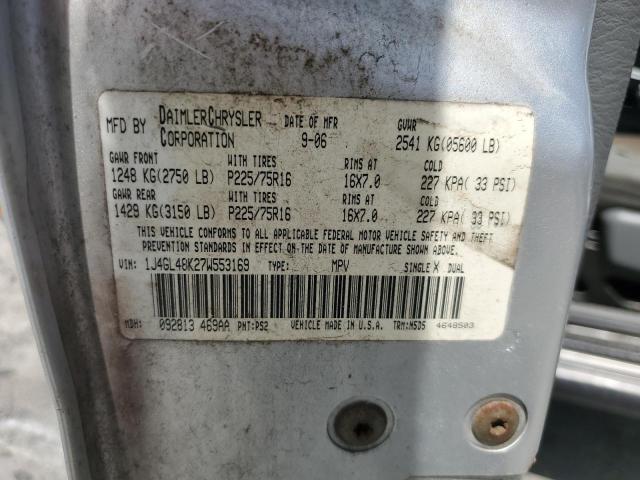 MFD BY DAIMLERCHRYSLER CORPORATION DATE OF MFR 9-06 GVWR 2541 KG(05600 LB)
GAWR FRONT WITH TIRES RIMS AT COLD
1248 KG(2750 LB) P225/75R16 16X7.0 227 KPA( 33 PSI)
GAWR REAR WITH TIRES RIMS AT COLD
1429 KG(3150 LB) P225/75R16 16X7.0 227 KPA( 33 PSI)
THIS VEHICLE CONFORMS TO ALL APPLICABLE FEDERAL MOTOR VEHICLE SAFETY AND THEFT
PREVENTION STANDARDS IN EFFECT ON THE DATE OF MANUFACTURE SHOWN ABOVE.
VIN: 1J4GL48K27W553169 TYPE: MPV SINGLE X DUAL
MDH: 092813 469AA PNT:PS2 VEHICLE MADE IN U.S.A. TRM:N5D5 4648503